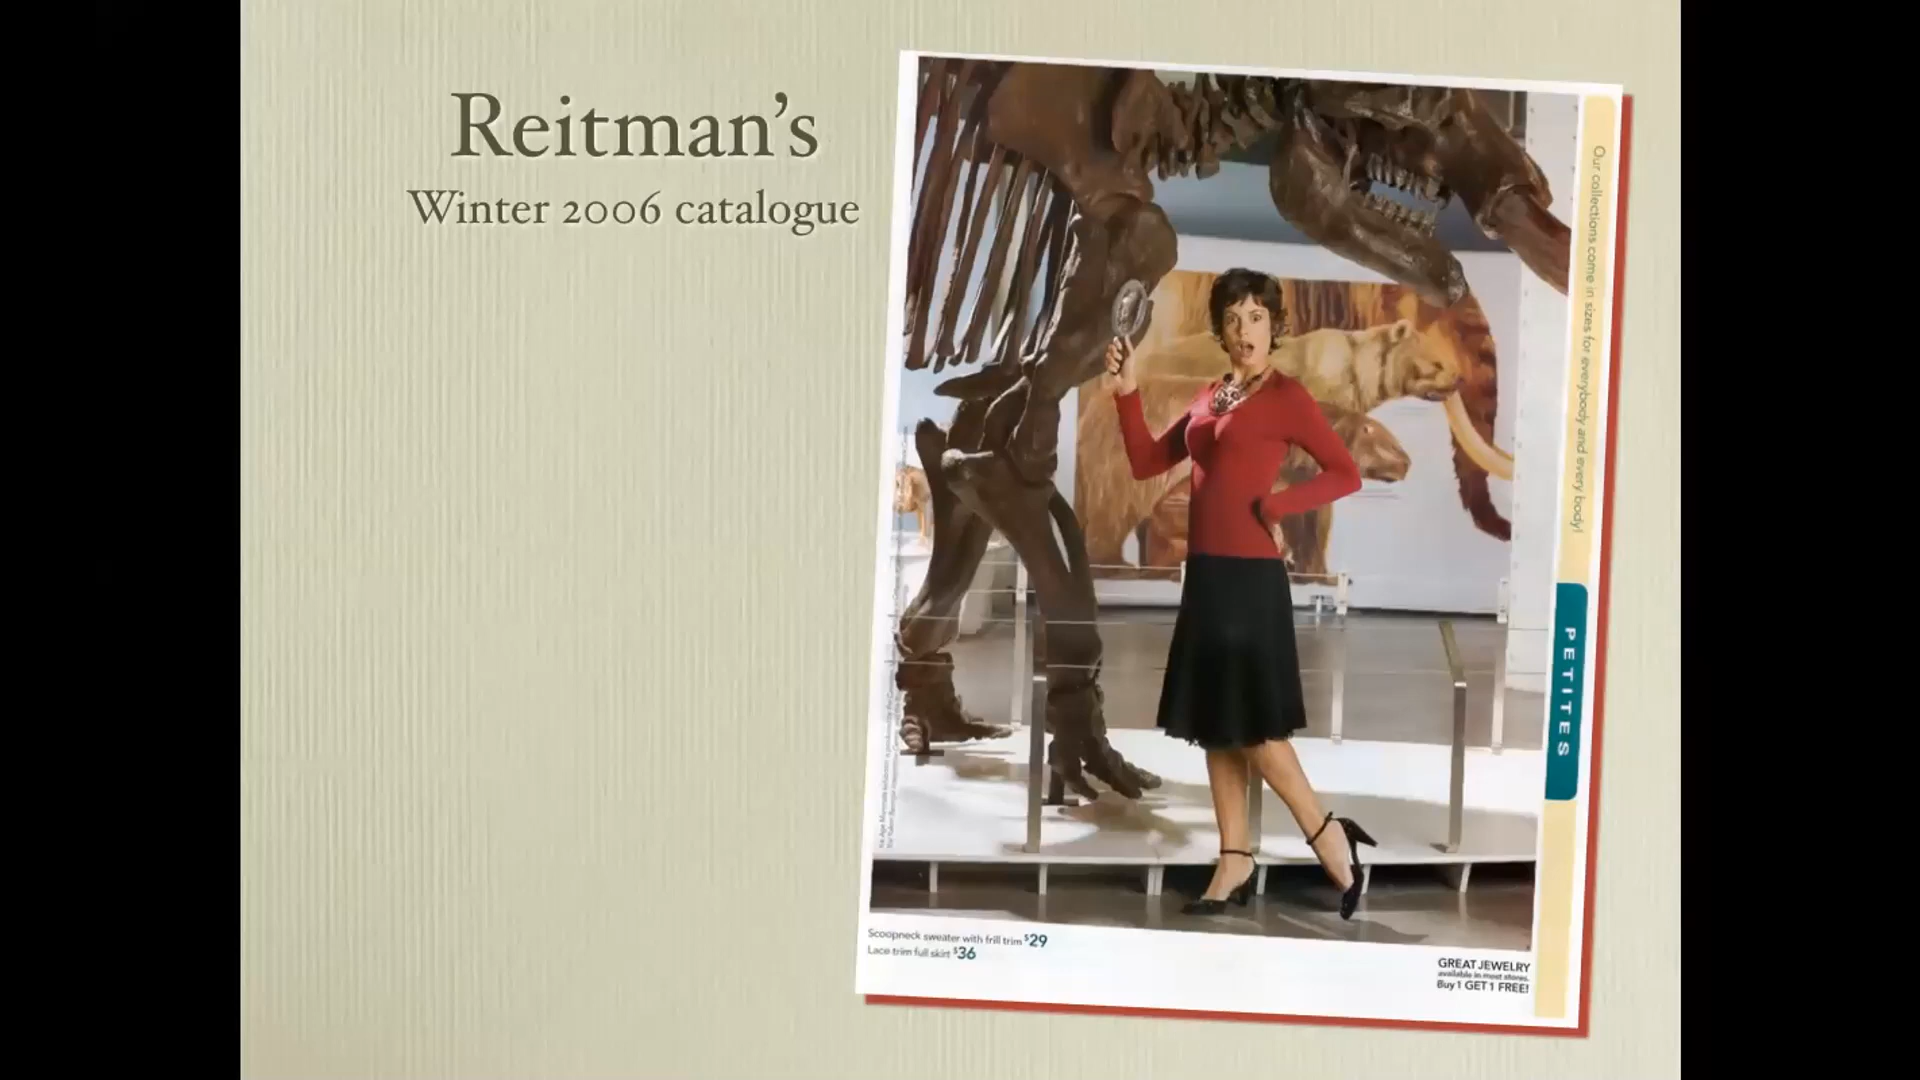 Reitman's
Winter 2006 catalogue
Our collections come in sizes for everybody and every body!
PETITES
Scoopneck sweater with frill trim $29
Lace trim full skirt $36
GREAT JEWELRY
available in most stores.
Buy 1 GET 1 FREE!